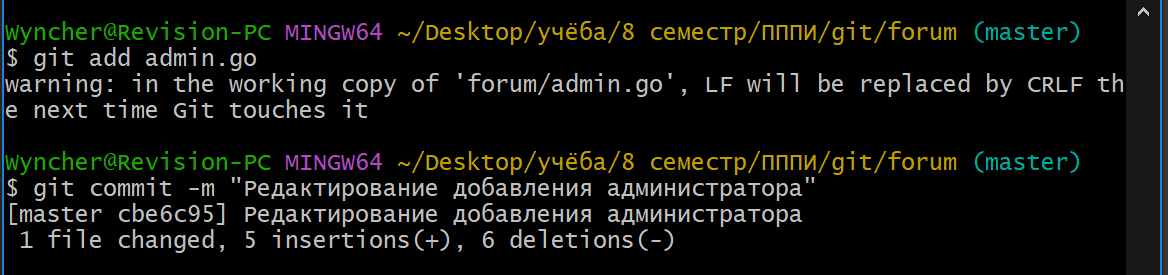 Wyncher@Revision-PC MINGW64 ~/Desktop/учёба/8 семестр/ПППИ/git/forum (master)
$ git add admin.go
warning: in the working copy of 'forum/admin.go', LF will be replaced by CRLF th
e next time Git touches it
Wyncher@Revision-PC MINGW64 ~/Desktop/учёба/8 семестр/ПППИ/git/forum (master)
$ git commit -m "Редактирование добавления администратора"
[master cbe6c95] Редактирование добавления администратора
 1 file changed, 5 insertions(+), 6 deletions(-)